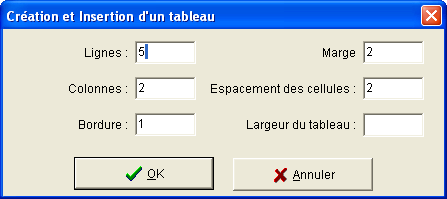 Création et Insertion d'un tableau
Lignes : 5 Marge 2
Colonnes : 2 Espacement des cellules : 2
Bordure : 1 Largeur du tableau :
OK Annuler